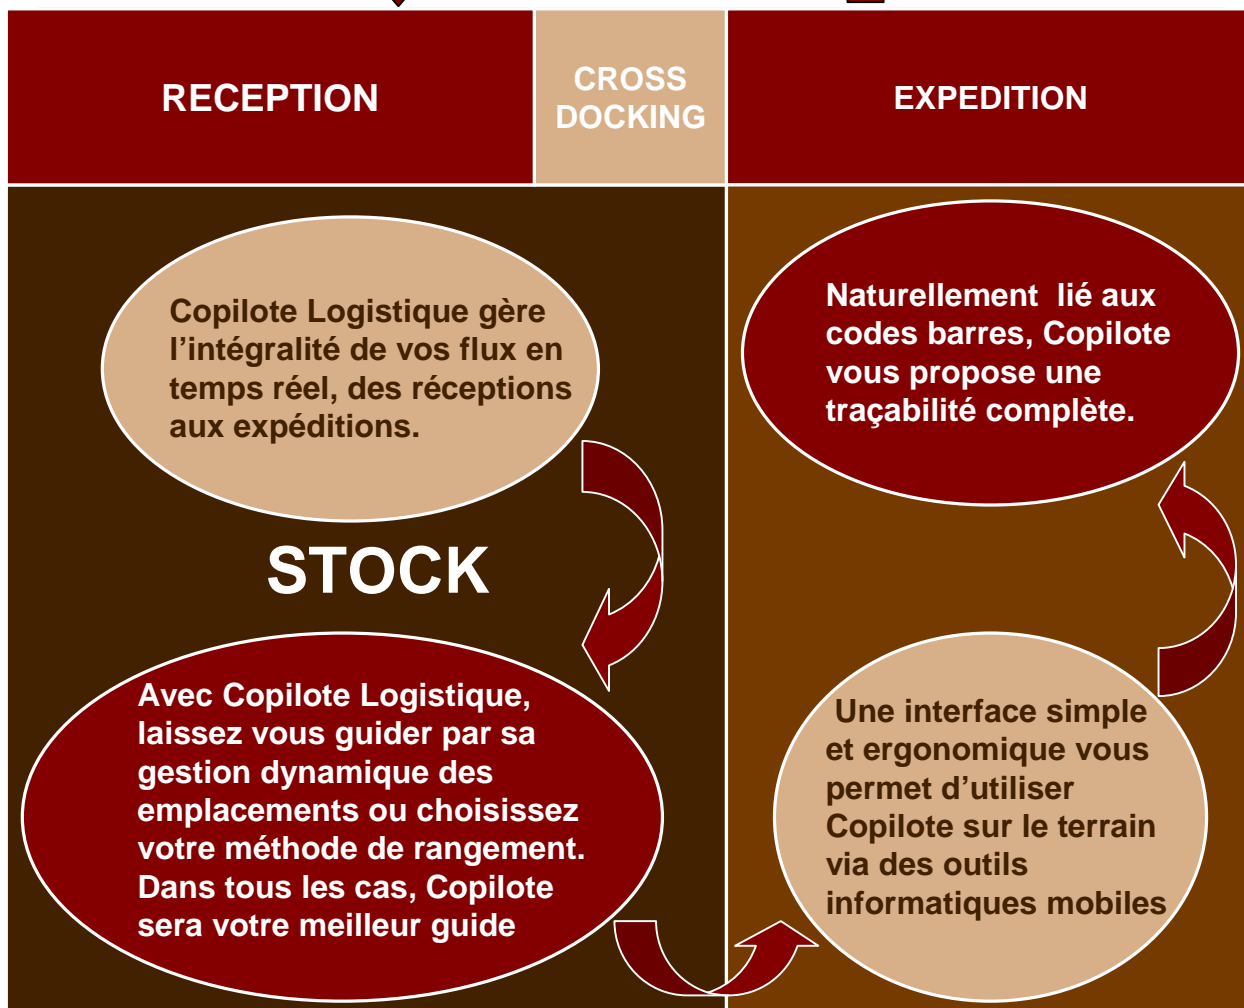 RECEPTION
CROSS
DOCKING
EXPEDITION
Copilote Logistique gère
l’intégralité de vos flux en
temps réel, des réceptions
aux expéditions.
STOCK
Avec Copilote Logistique,
laissez vous guider par sa
gestion dynamique des
emplacements ou choisissez
votre méthode de rangement.
Dans tous les cas, Copilote
sera votre meilleur guide
Une interface simple
et ergonomique vous
permet d’utiliser
Copilote sur le terrain
via des outils
informatiques mobiles
Naturellement  lié aux
codes barres, Copilote
vous propose une
traçabilité complète.